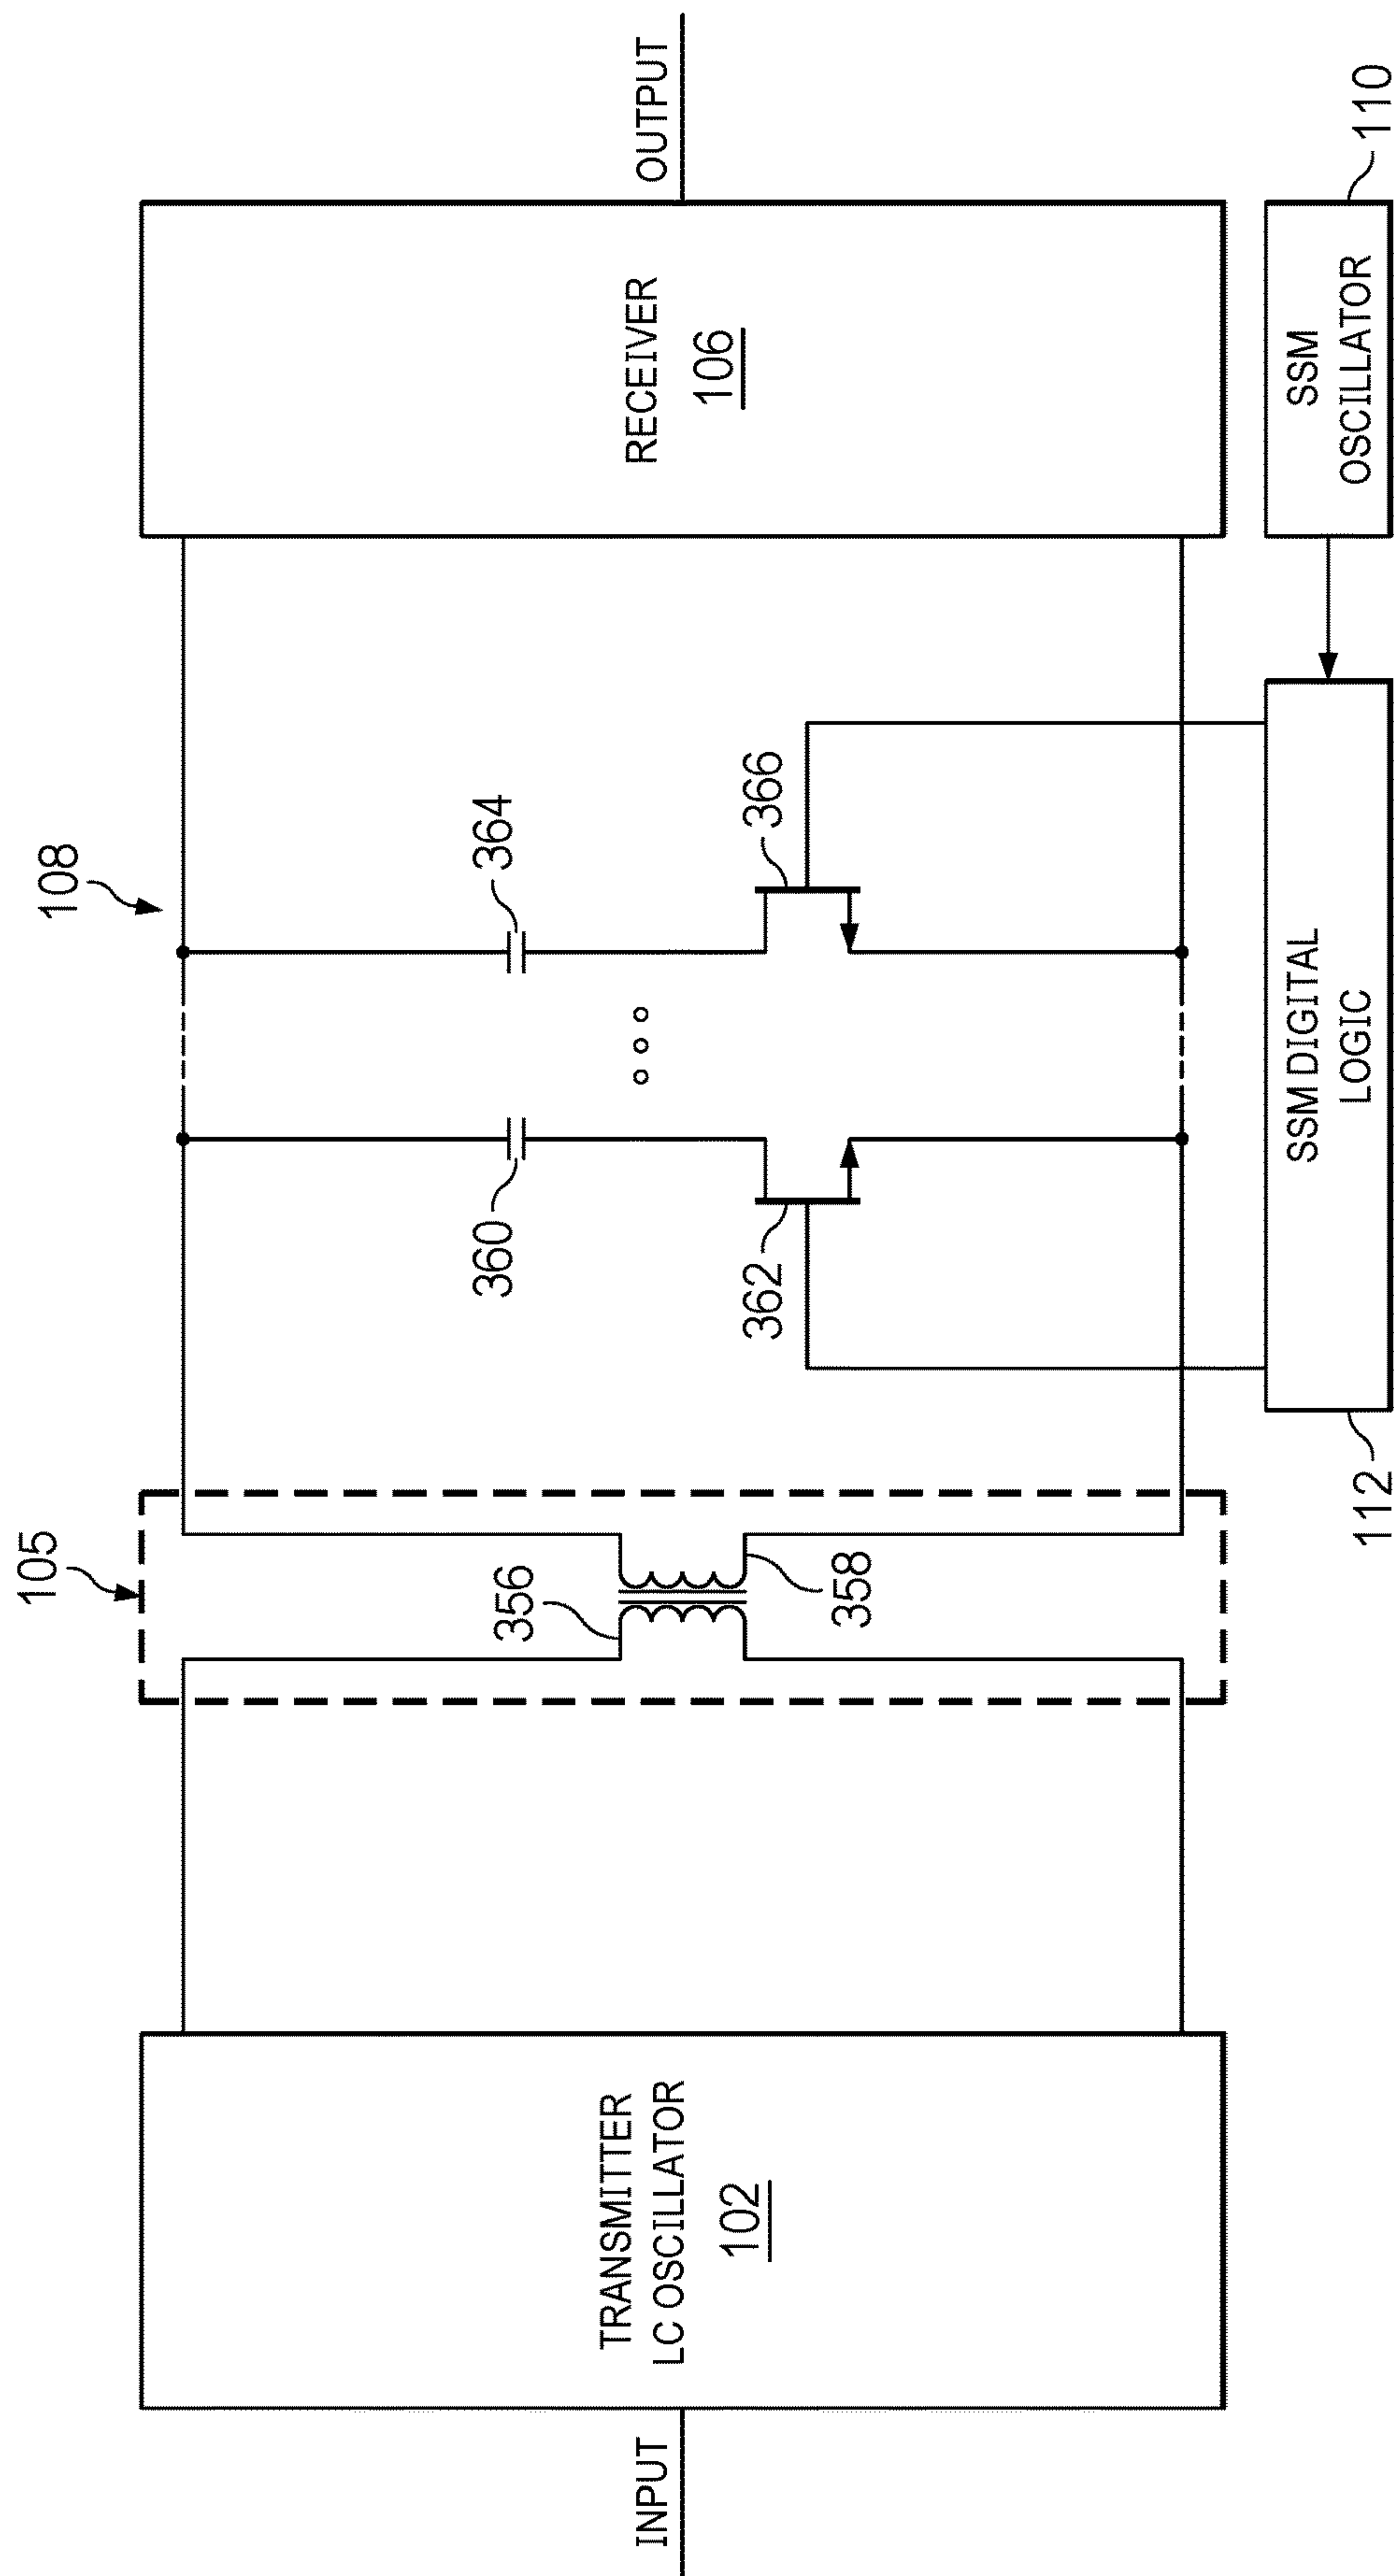 INPUT
TRANSMITTER
LC OSCILLATOR
102
105
356
358
108
360
362
364
366
RECEIVER
106
OUTPUT
112
SSM DIGITAL
LOGIC
SSM
OSCILLATOR
110